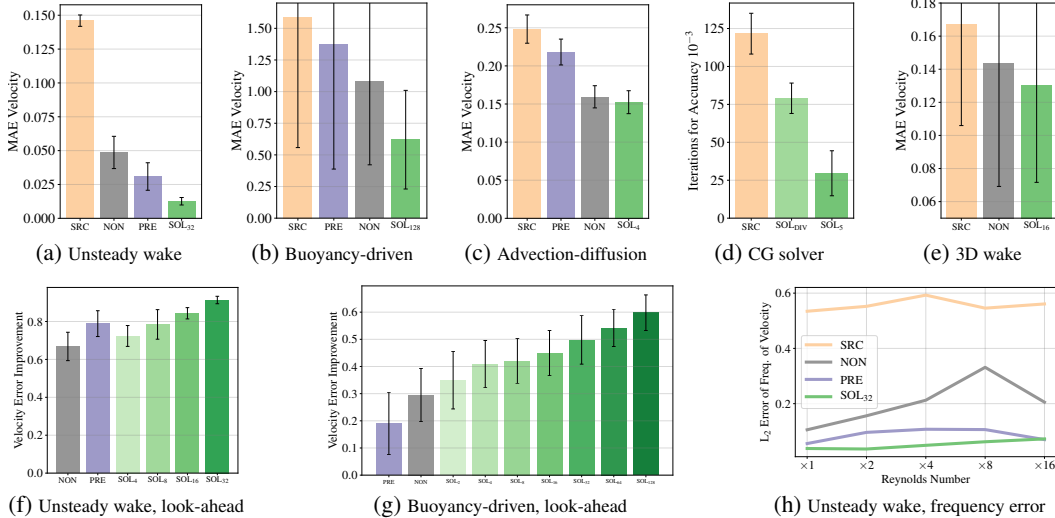 MAE Velocity
0.150
0.125
0.100
0.075
0.050
0.025
0.000
SRC NON PRE SOL₃₂
(a) Unsteady wake
MAE Velocity
1.50
1.25
1.00
0.75
0.50
0.25
0.00
SRC PRE NON SOL₁₂₈
(b) Buoyancy-driven
MAE Velocity
0.25
0.20
0.15
0.10
0.05
0.00
SRC PRE NON SOL₄
(c) Advection-diffusion
Iterations for Accuracy 10⁻³
125
100
75
50
25
0
SRC SOL_DIV SOL₅
(d) CG solver
MAE Velocity
0.18
0.16
0.14
0.12
0.10
0.08
0.06
SRC NON SOL₁₆
(e) 3D wake
Velocity Error Improvement
0.8
0.6
0.4
0.2
0.0
NON PRE SOL₄ SOL₈ SOL₁₆ SOL₃₂
(f) Unsteady wake, look-ahead
Velocity Error Improvement
0.7
0.6
0.5
0.4
0.3
0.2
0.1
0.0
PRE NON SOL₂ SOL₄ SOL₈ SOL₁₆ SOL₃₂ SOL₆₄ SOL₁₂₈
(g) Buoyancy-driven, look-ahead
L₂ Error of Freq. of Velocity
0.6
0.4
0.2
SRC
NON
PRE
SOL₃₂
×1 ×2 ×4 ×8 ×16
Reynolds Number
(h) Unsteady wake, frequency error